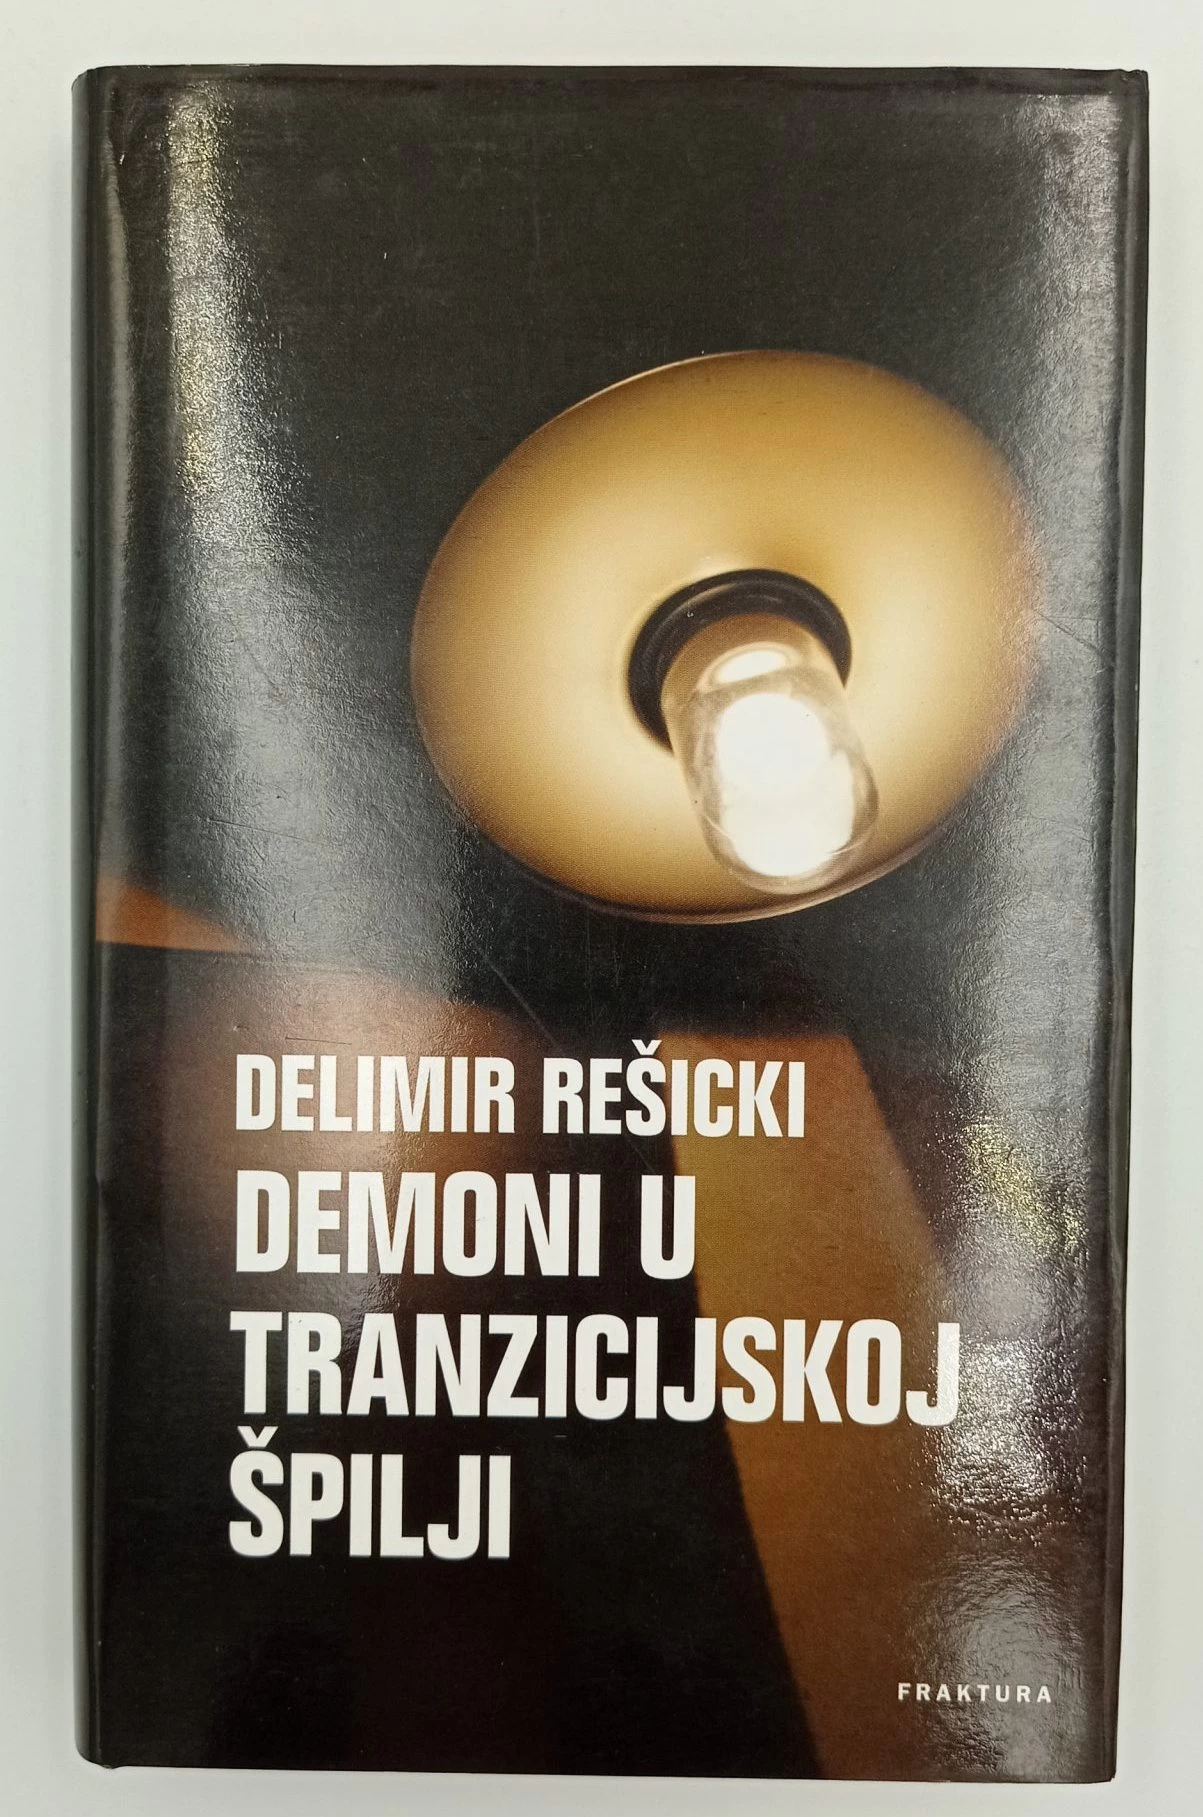 DELIMIR REŠICKI
DEMONI U
TRANZICIJSKOJ
ŠPILJI
FRAKTURA